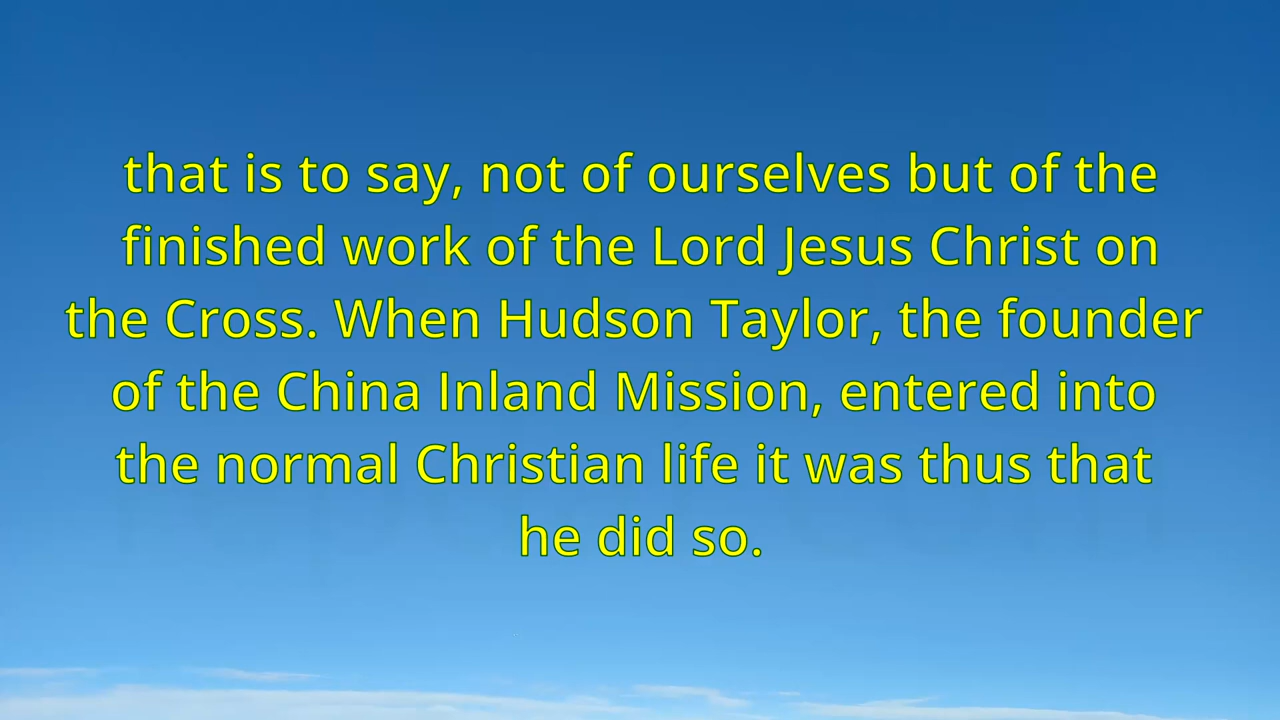 that is to say, not of ourselves but of the
finished work of the Lord Jesus Christ on
the Cross. When Hudson Taylor, the founder
of the China Inland Mission, entered into
the normal Christian life it was thus that
he did so.